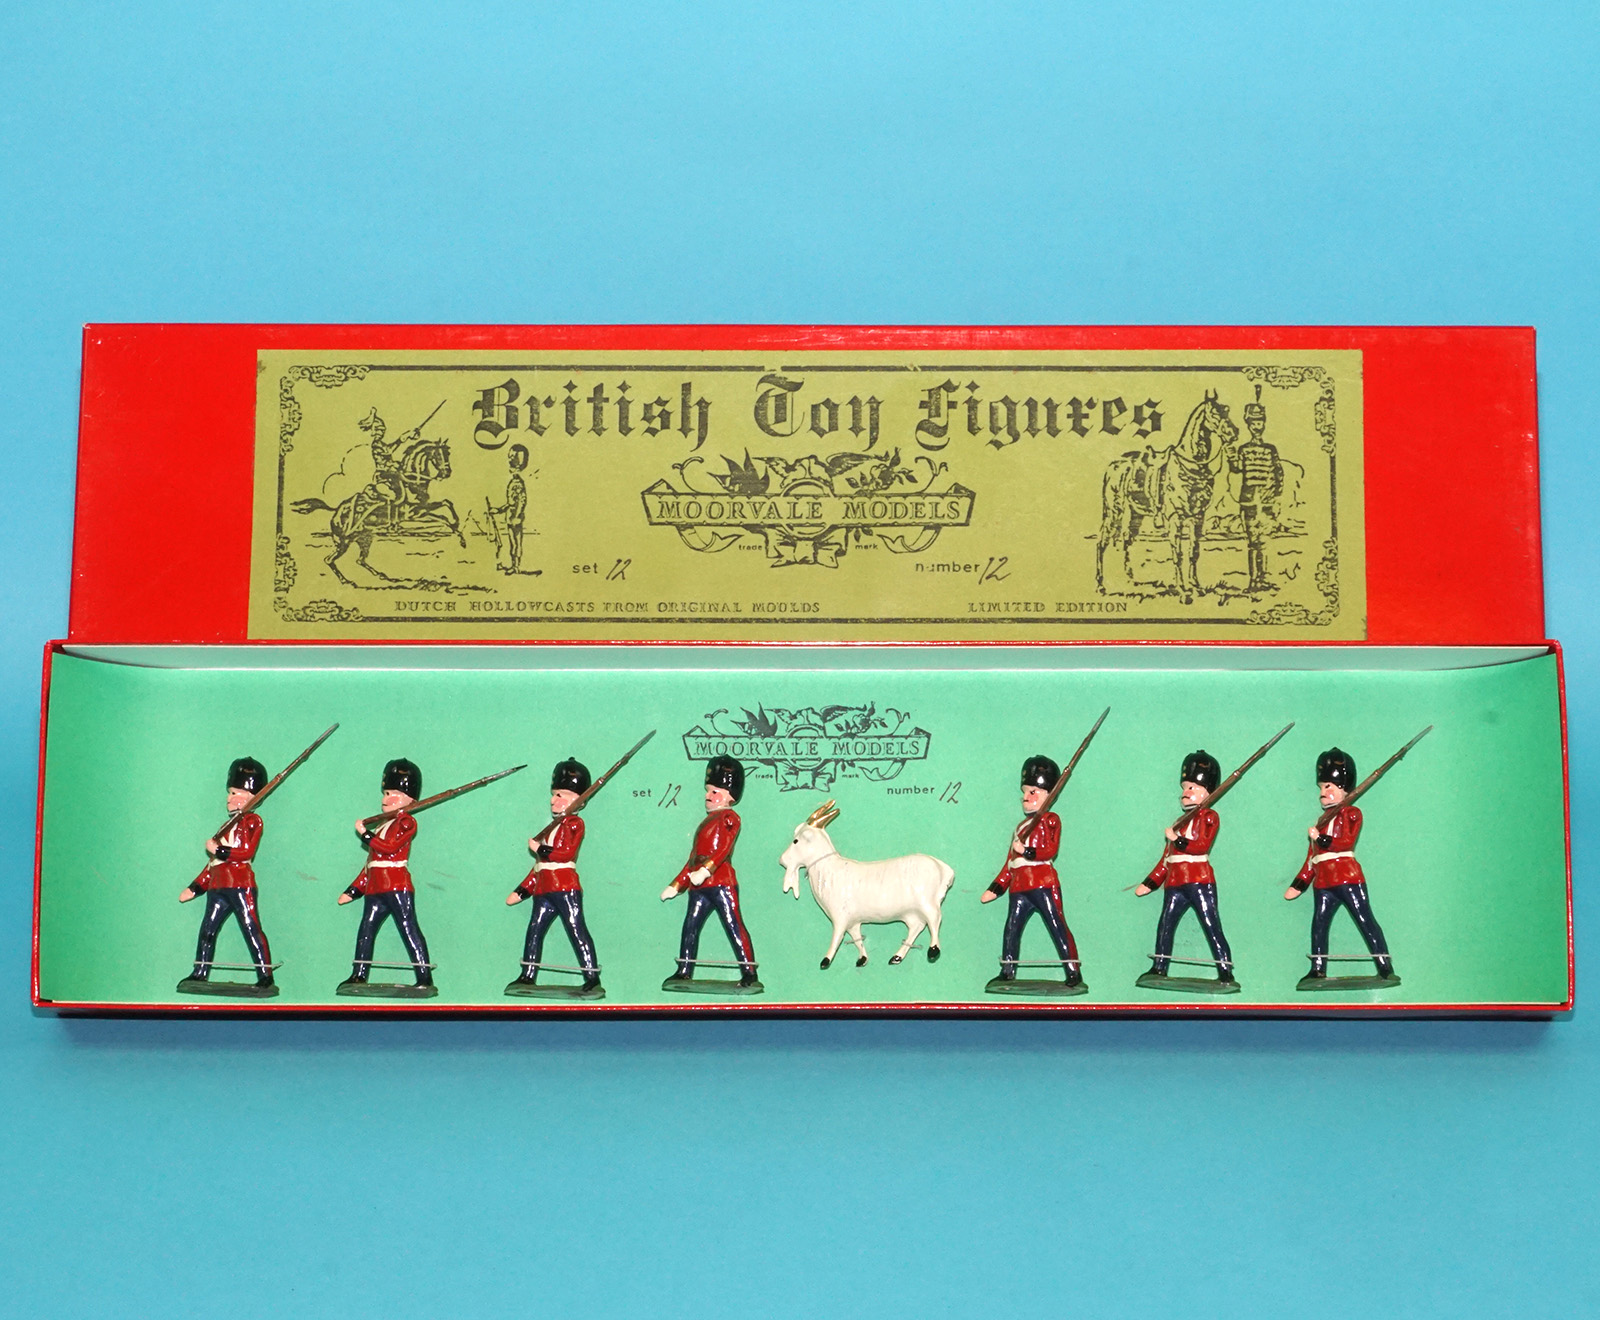 British Toy Figures
MOORVALE MODELS
trade mark
set 12 number 12
DUTCH HOLLOWCASTS FROM ORIGINAL MOULDS LIMITED EDITION
MOORVALE MODELS
trade mark
set 12 number 12